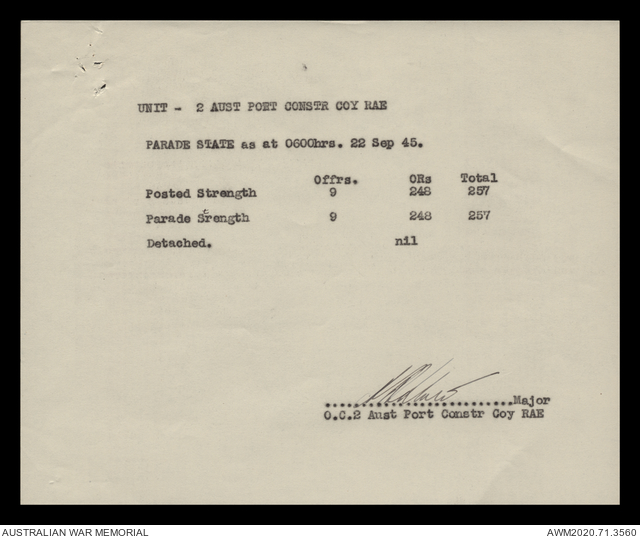 UNIT - 2 AUST PORT CONSTR COY RAE
PARADE STATE as at 0600hrs. 22 Sep 45.
Offrs. ORs Total
Posted Strength 9 248 257
Parade Strength 9 248 257
Detached. nil
........................Major
O.C.2 Aust Port Constr Coy RAE
AUSTRALIAN WAR MEMORIAL AWM2020.71.3560